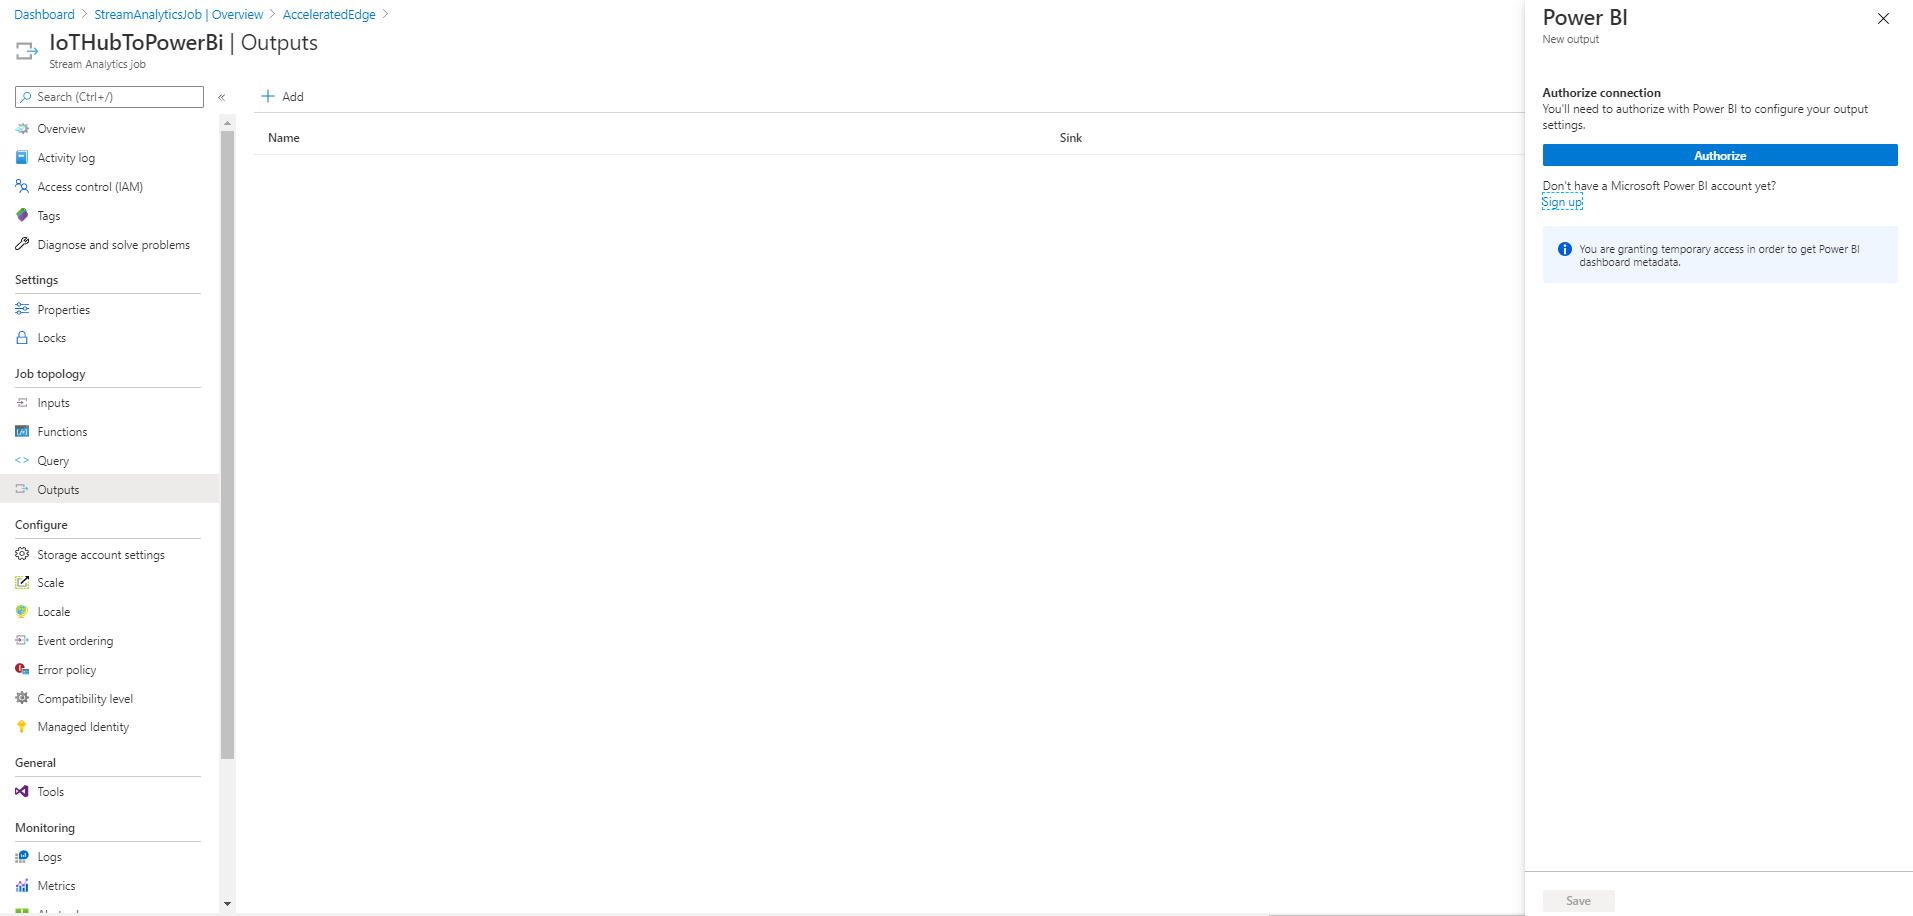 Dashboard > StreamAnalyticsJob | Overview > AcceleratedEdge >
IoTHubToPowerBi | Outputs
Stream Analytics job
Search (Ctrl+/)
«
Overview
Activity log
Access control (IAM)
Tags
Diagnose and solve problems
Settings
Properties
Locks
Job topology
Inputs
Functions
Query
Outputs
Configure
Storage account settings
Scale
Locale
Event ordering
Error policy
Compatibility level
Managed Identity
General
Tools
Monitoring
Logs
Metrics
+ Add
Name Sink
Power BI
New output
Authorize connection
You'll need to authorize with Power BI to configure your output
settings.
Authorize
Don't have a Microsoft Power BI account yet?
Sign up
You are granting temporary access in order to get Power BI
dashboard metadata.
Save